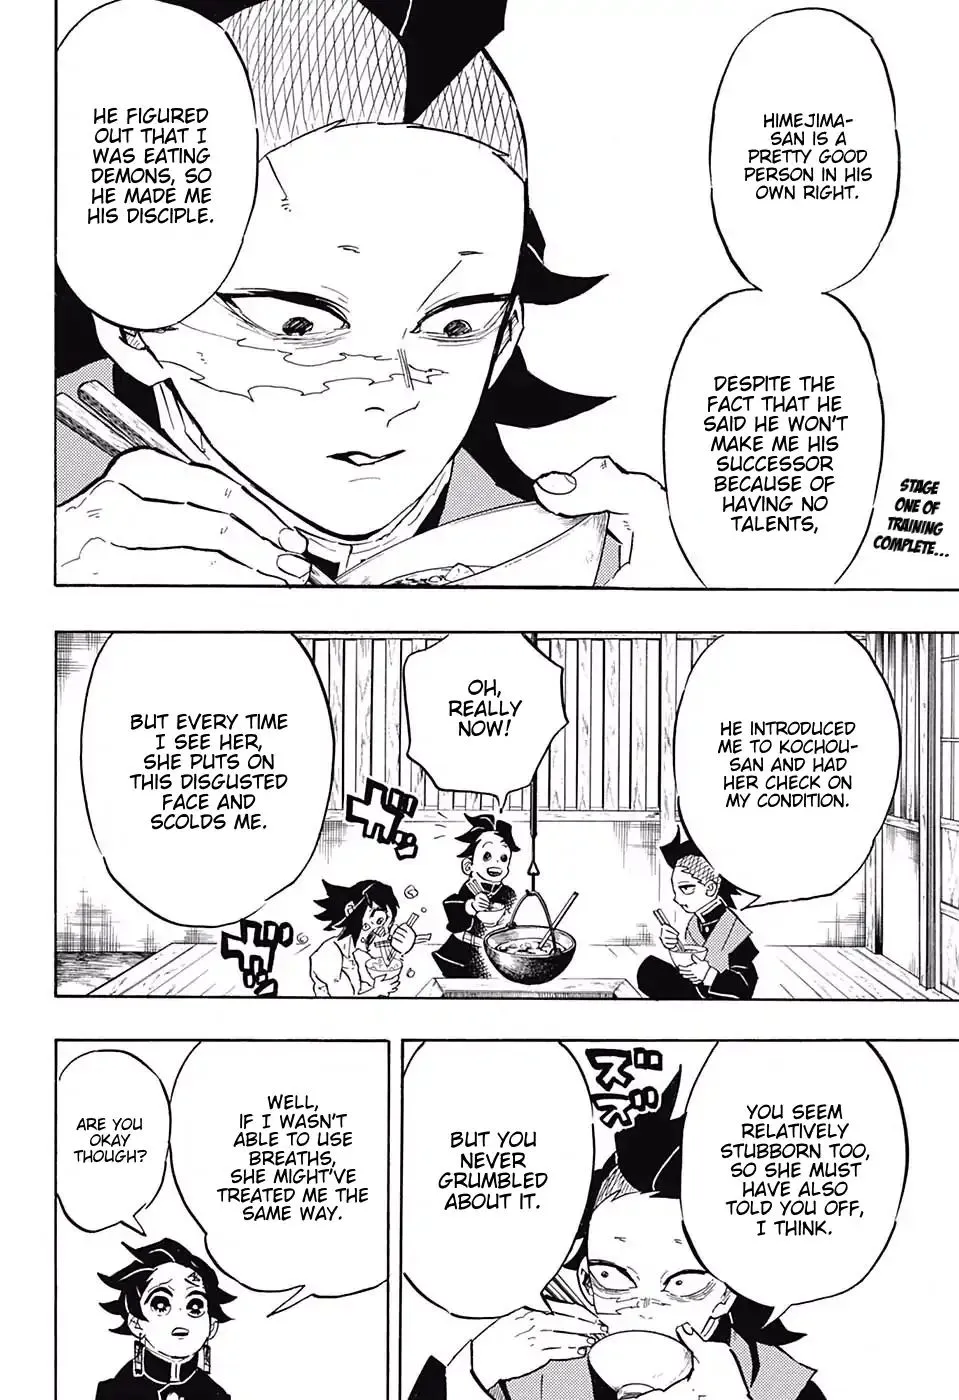 HIMEJIMA-
SAN IS A
PRETTY GOOD
PERSON IN HIS
OWN RIGHT.
DESPITE THE
FACT THAT HE
SAID HE WON'T
MAKE ME HIS
SUCCESSOR
BECAUSE OF
HAVING NO
TALENTS,
STAGE
ONE OF
TRAINING
COMPLETE...
HE FIGURED
OUT THAT I
WAS EATING
DEMONS, SO
HE MADE ME
HIS DISCIPLE.
HE INTRODUCED
ME TO KOCHOU-
SAN AND HAD
HER CHECK ON
MY CONDITION.
OH,
REALLY
NOW!
BUT EVERY TIME
I SEE HER,
SHE PUTS ON
THIS DISGUSTED
FACE AND
SCOLDS ME.
ガッ
ガッ
YOU SEEM
RELATIVELY
STUBBORN TOO,
SO SHE MUST
HAVE ALSO
TOLD YOU OFF,
I THINK.
ズズ
BUT YOU
NEVER
GRUMBLED
ABOUT IT.
WELL,
IF I WASN'T
ABLE TO USE
BREATHS,
SHE MIGHT'VE
TREATED ME THE
SAME WAY.
ARE YOU
OKAY
THOUGH?